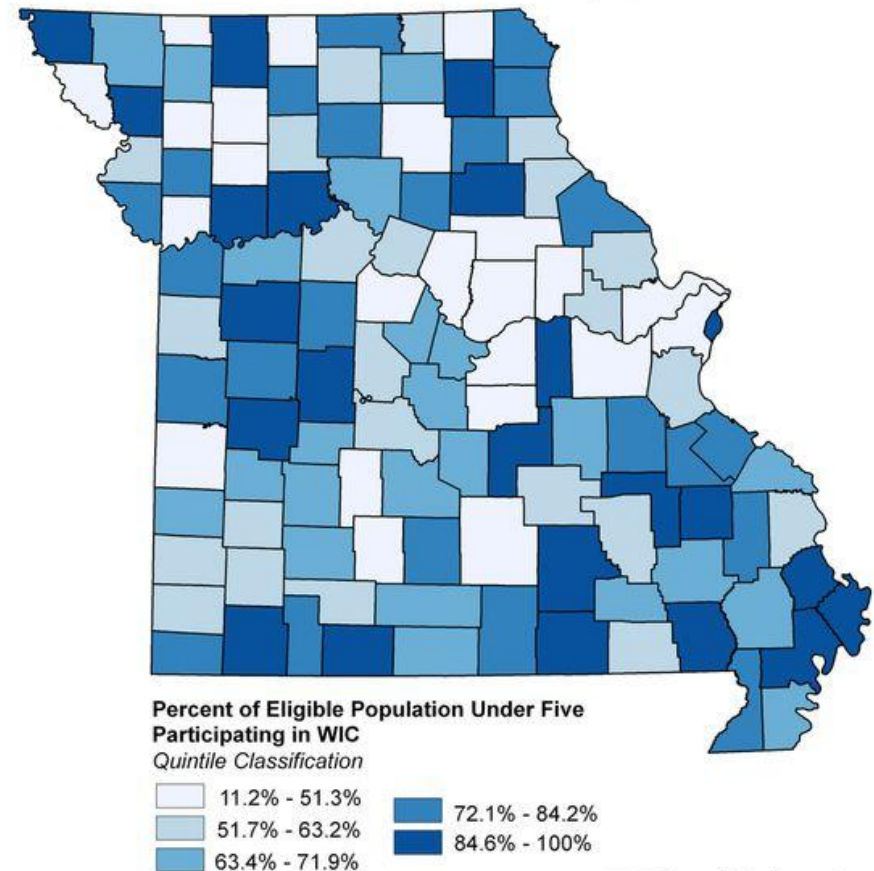 Percent of Eligible Population Under Five
Participating in WIC
Quintile Classification
11.2% - 51.3%
51.7% - 63.2%
63.4% - 71.9%
72.1% - 84.2%
84.6% - 100%